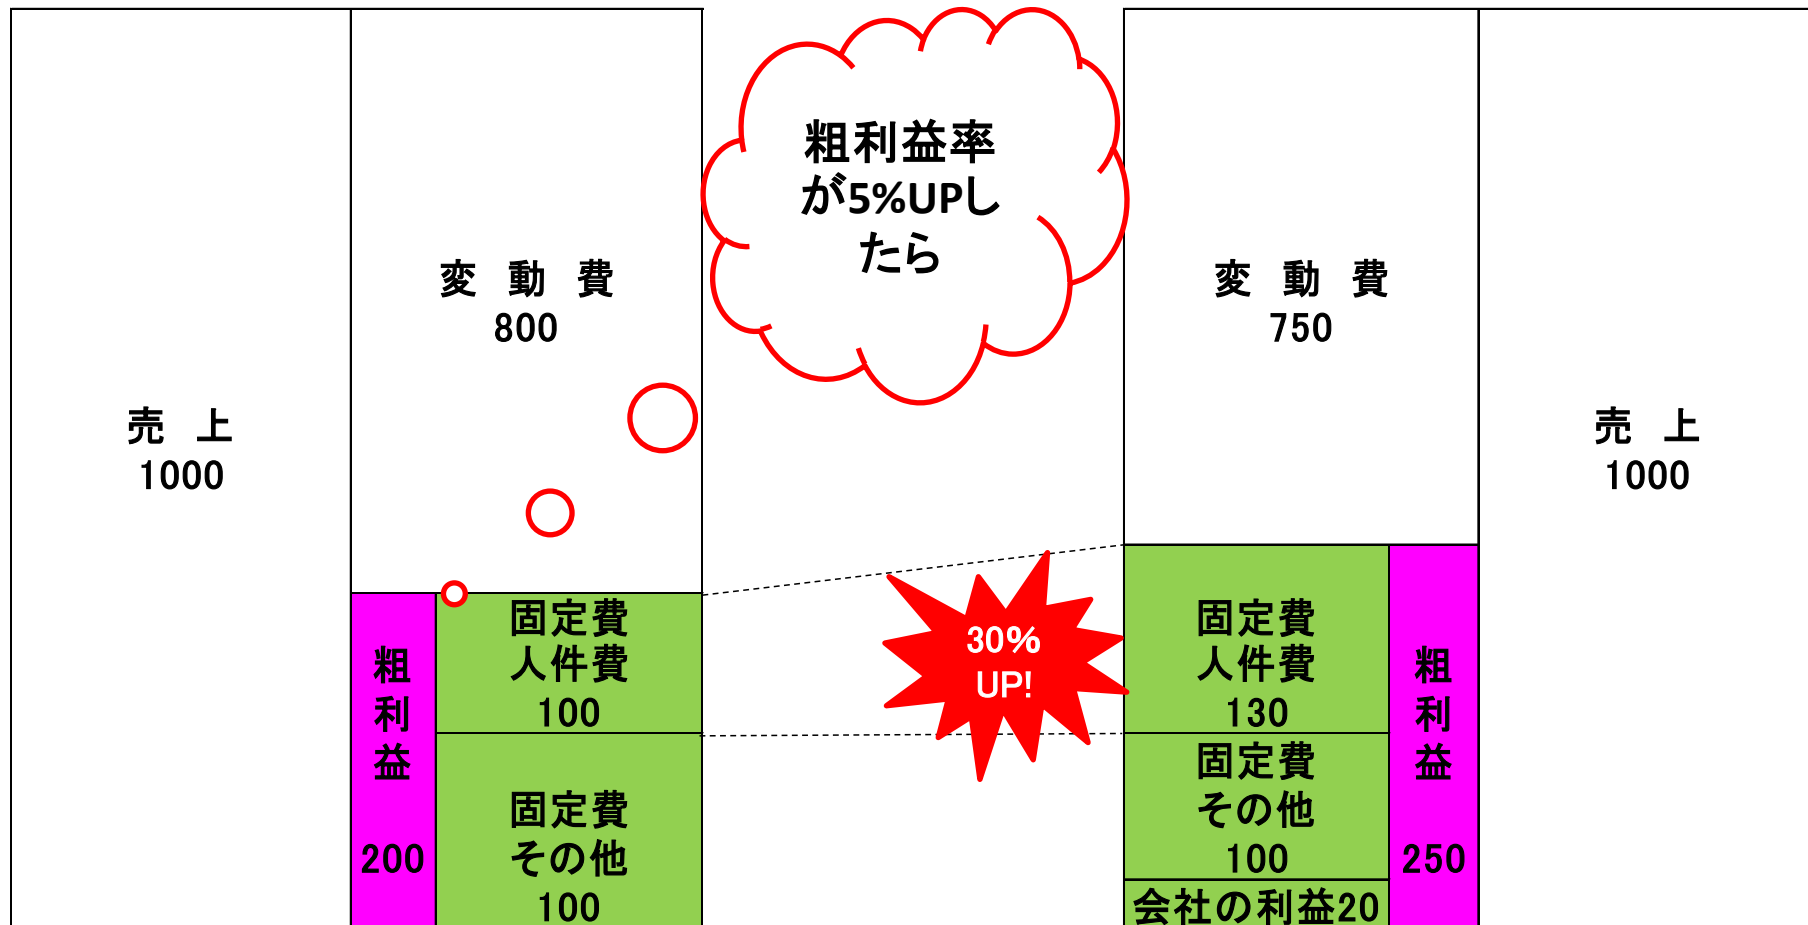 売　上
1000
変　動　費
800
粗
利
益
200
固定費
人件費
100
固定費
その他
100
粗利益率
が5%UPし
たら
30%
UP!
変　動　費
750
固定費
人件費
130
固定費
その他
100
会社の利益20
粗
利
益
250
売　上
1000